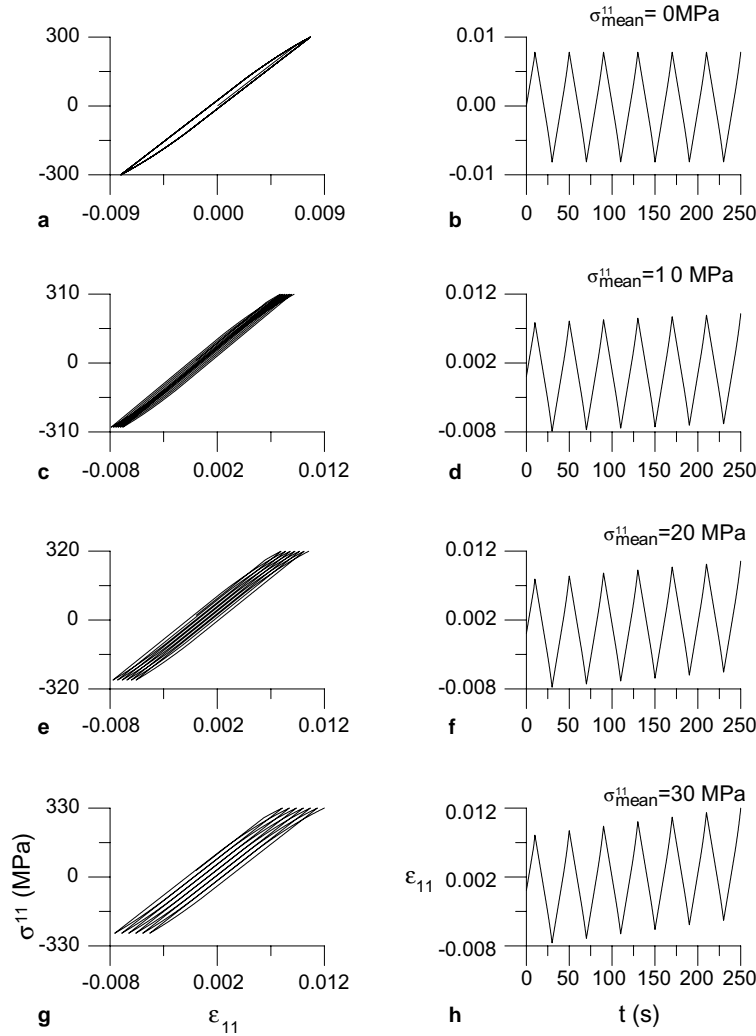 σ11mean= 0MPa
300
0
-300
-0.009 0.000 0.009
a
0.01
0.00
-0.01
0 50 100 150 200 250
b
σ11mean=1 0 MPa
310
0
-310
-0.008 0.002 0.012
c
0.012
0.002
-0.008
0 50 100 150 200 250
d
σ11mean=20 MPa
320
0
-320
-0.008 0.002 0.012
e
0.012
0.002
-0.008
0 50 100 150 200 250
f
σ11mean=30 MPa
330
0
-330
σ11 (MPa)
-0.008 0.002 0.012
g
ε11
0.012
0.002
-0.008
ε11
0 50 100 150 200 250
h
t (s)